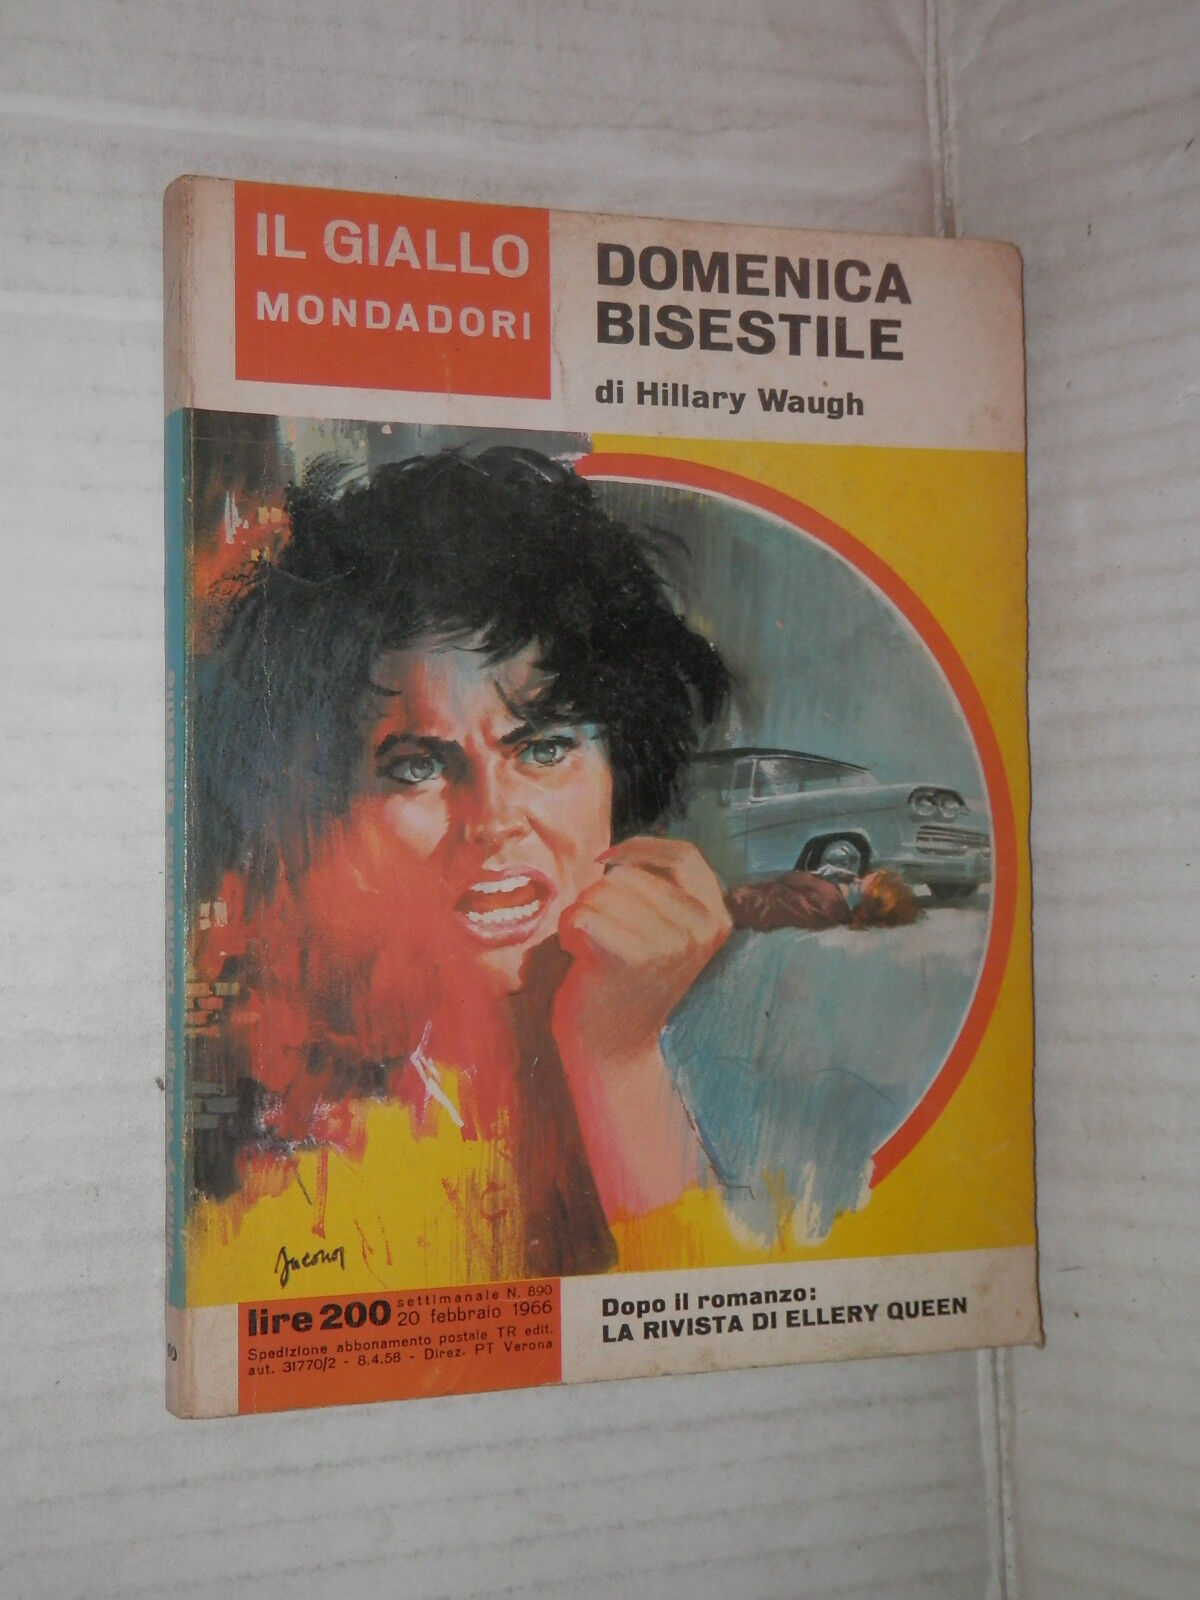 IL GIALLO
MONDADORI
DOMENICA
BISESTILE
di Hillary Waugh
Jacono
lire 200
settimanale N. 890
20 febbraio 1966
Spedizione abbonamento postale TR edit.
aut. 31770/2 - 8.4.58 - Direz. PT Verona
Dopo il romanzo:
LA RIVISTA DI ELLERY QUEEN